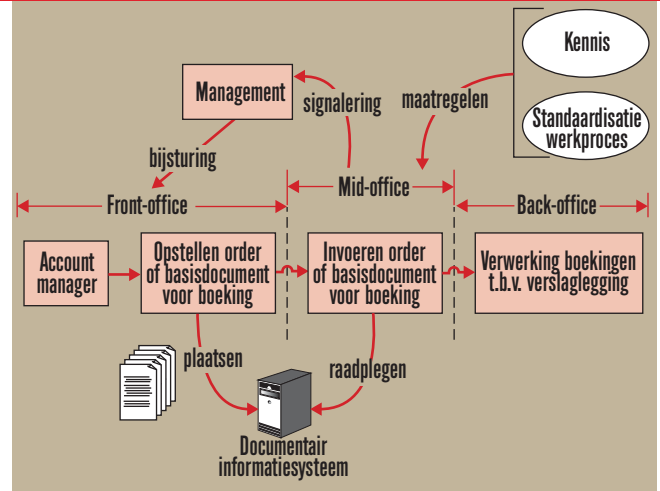 Kennis
Management
signalering
maatregelen
Standaardisatie
werkproces
bijsturing
Front-office
Mid-office
Back-office
Account
manager
Opstellen order
of basisdocument
voor boeking
Invoeren order
of basisdocument
voor boeking
Verwerking boekingen
t.b.v. verslaglegging
plaatsen
raadplegen
Documentair
informatiesysteem